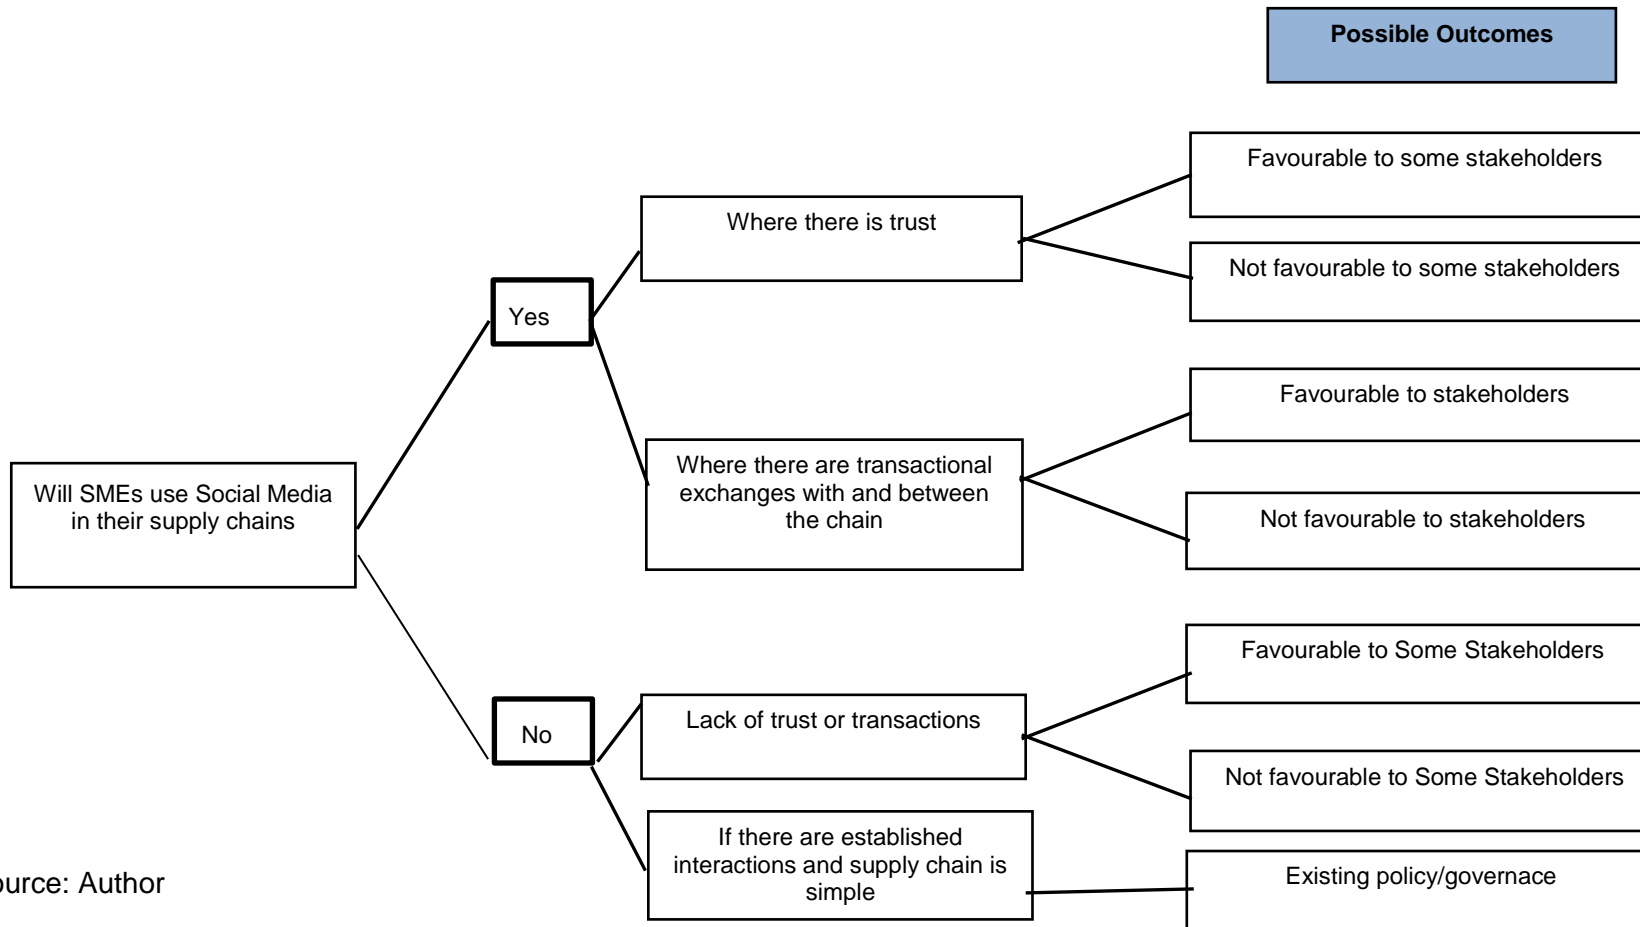 Possible Outcomes
Favourable to some stakeholders
Where there is trust
Not favourable to some stakeholders
Yes
Favourable to stakeholders
Where there are transactional
exchanges with and between
the chain
Will SMEs use Social Media
in their supply chains
Not favourable to stakeholders
Favourable to Some Stakeholders
Lack of trust or transactions
No
Not favourable to Some Stakeholders
If there are established
interactions and supply chain is
simple
Existing policy/governace
ource: Author